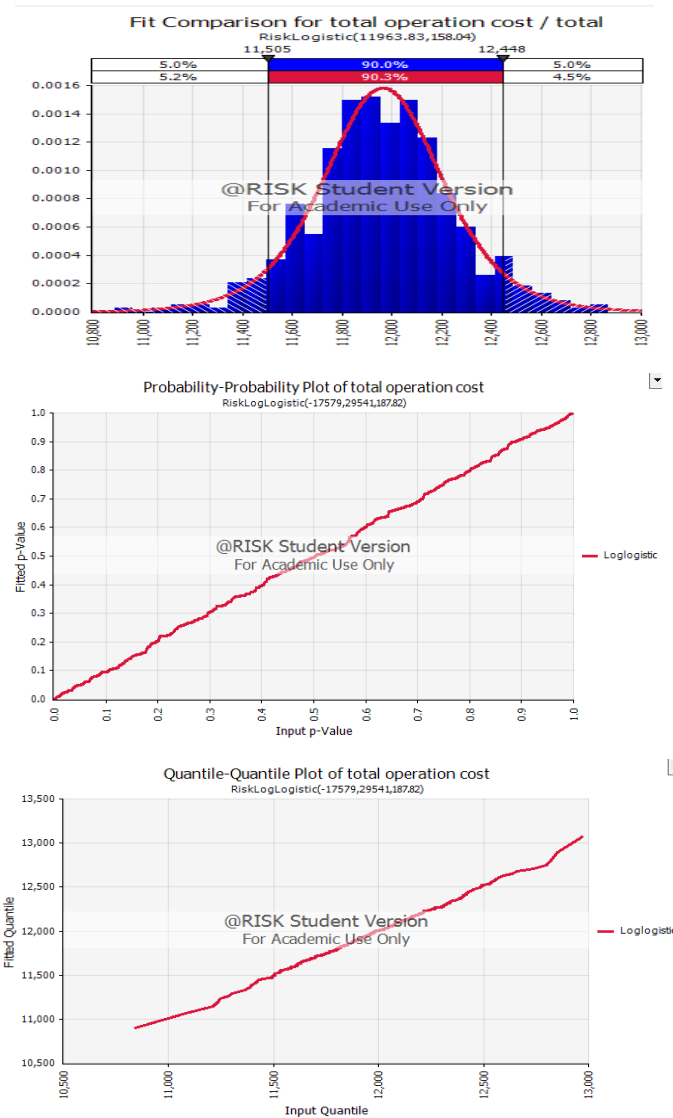 Fit Comparison for total operation cost / total
RiskLogistic(11963.83,158.04)
11,505 12,448
5.0% 90.0% 5.0%
5.2% 90.3% 4.5%
0.0016
0.0014
0.0012
0.0010
0.0008
0.0006
0.0004
0.0002
0.0000
@RISK Student Version
For Academic Use Only
10,800 11,000 11,200 11,400 11,600 11,800 12,000 12,200 12,400 12,600 12,800 13,000
Probability-Probability Plot of total operation cost
RiskLogLogistic(-17579,29541,187.82)
1.0
0.9
0.8
0.7
0.6
0.5
0.4
0.3
0.2
0.1
0.0
Fitted p-Value
@RISK Student Version
For Academic Use Only
Loglogistic
0.0 0.1 0.2 0.3 0.4 0.5 0.6 0.7 0.8 0.9 1.0
Input p-Value
Quantile-Quantile Plot of total operation cost
RiskLogLogistic(-17579,29541,187.82)
13,500
13,000
12,500
12,000
11,500
11,000
10,500
Fitted Quantile
@RISK Student Version
For Academic Use Only
Loglogistic
10,500 11,000 11,500 12,000 12,500 13,000
Input Quantile